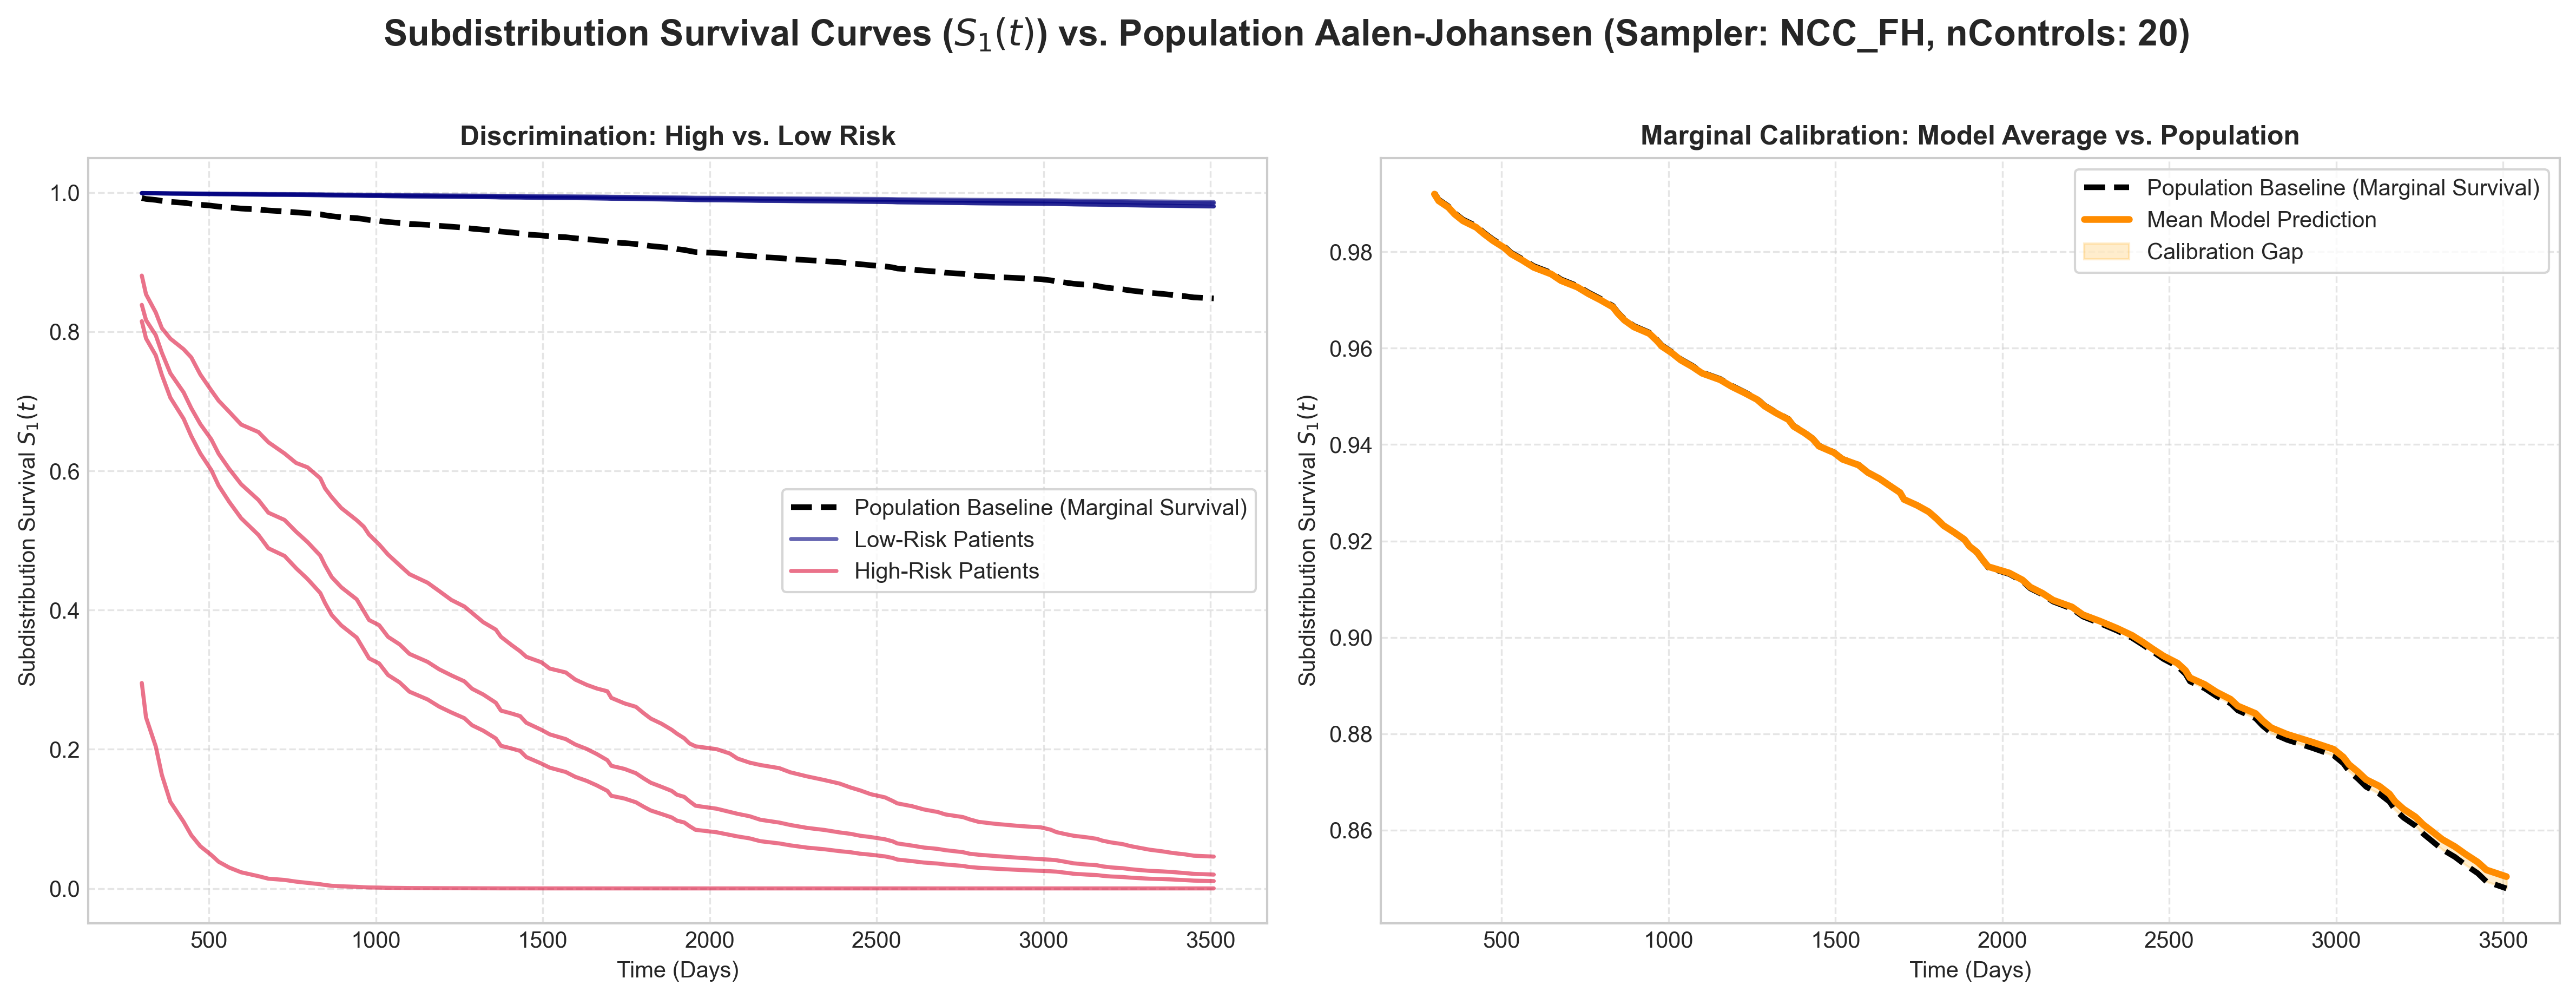 Subdistribution Survival Curves (S₁(t)) vs. Population Aalen-Johansen (Sampler: NCC_FH, nControls: 20)
Discrimination: High vs. Low Risk
Subdistribution Survival S₁(t)
1.0
0.8
0.6
0.4
0.2
0.0
Population Baseline (Marginal Survival)
Low-Risk Patients
High-Risk Patients
500 1000 1500 2000 2500 3000 3500
Time (Days)
Marginal Calibration: Model Average vs. Population
Subdistribution Survival S₁(t)
0.98
0.96
0.94
0.92
0.90
0.88
0.86
Population Baseline (Marginal Survival)
Mean Model Prediction
Calibration Gap
500 1000 1500 2000 2500 3000 3500
Time (Days)